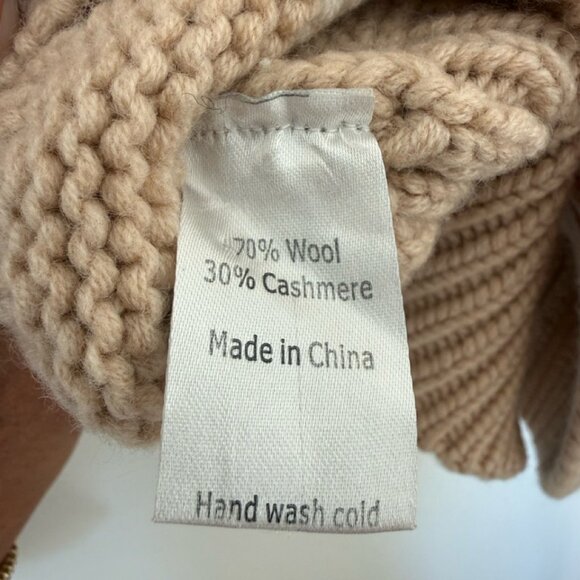 70% Wool
30% Cashmere
Made in China
Hand wash cold